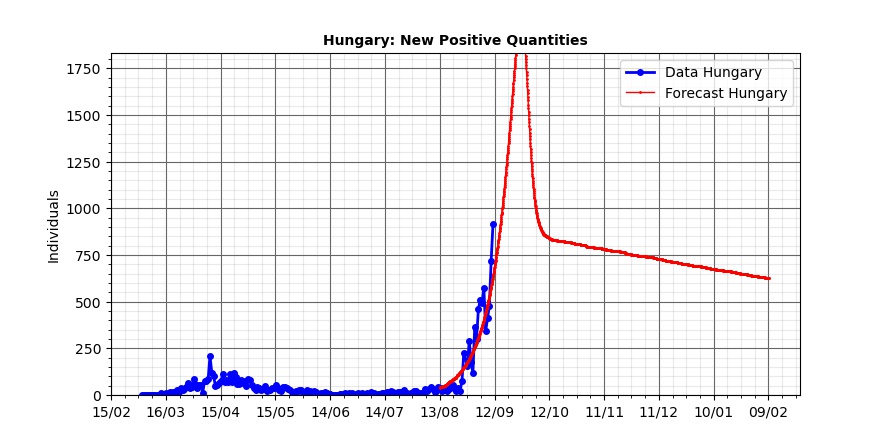 Hungary: New Positive Quantities
1750
1500
1250
1000
750
500
250
0
Individuals
Data Hungary
Forecast Hungary
15/02 16/03 15/04 15/05 14/06 14/07 13/08 12/09 12/10 11/11 11/12 10/01 09/02